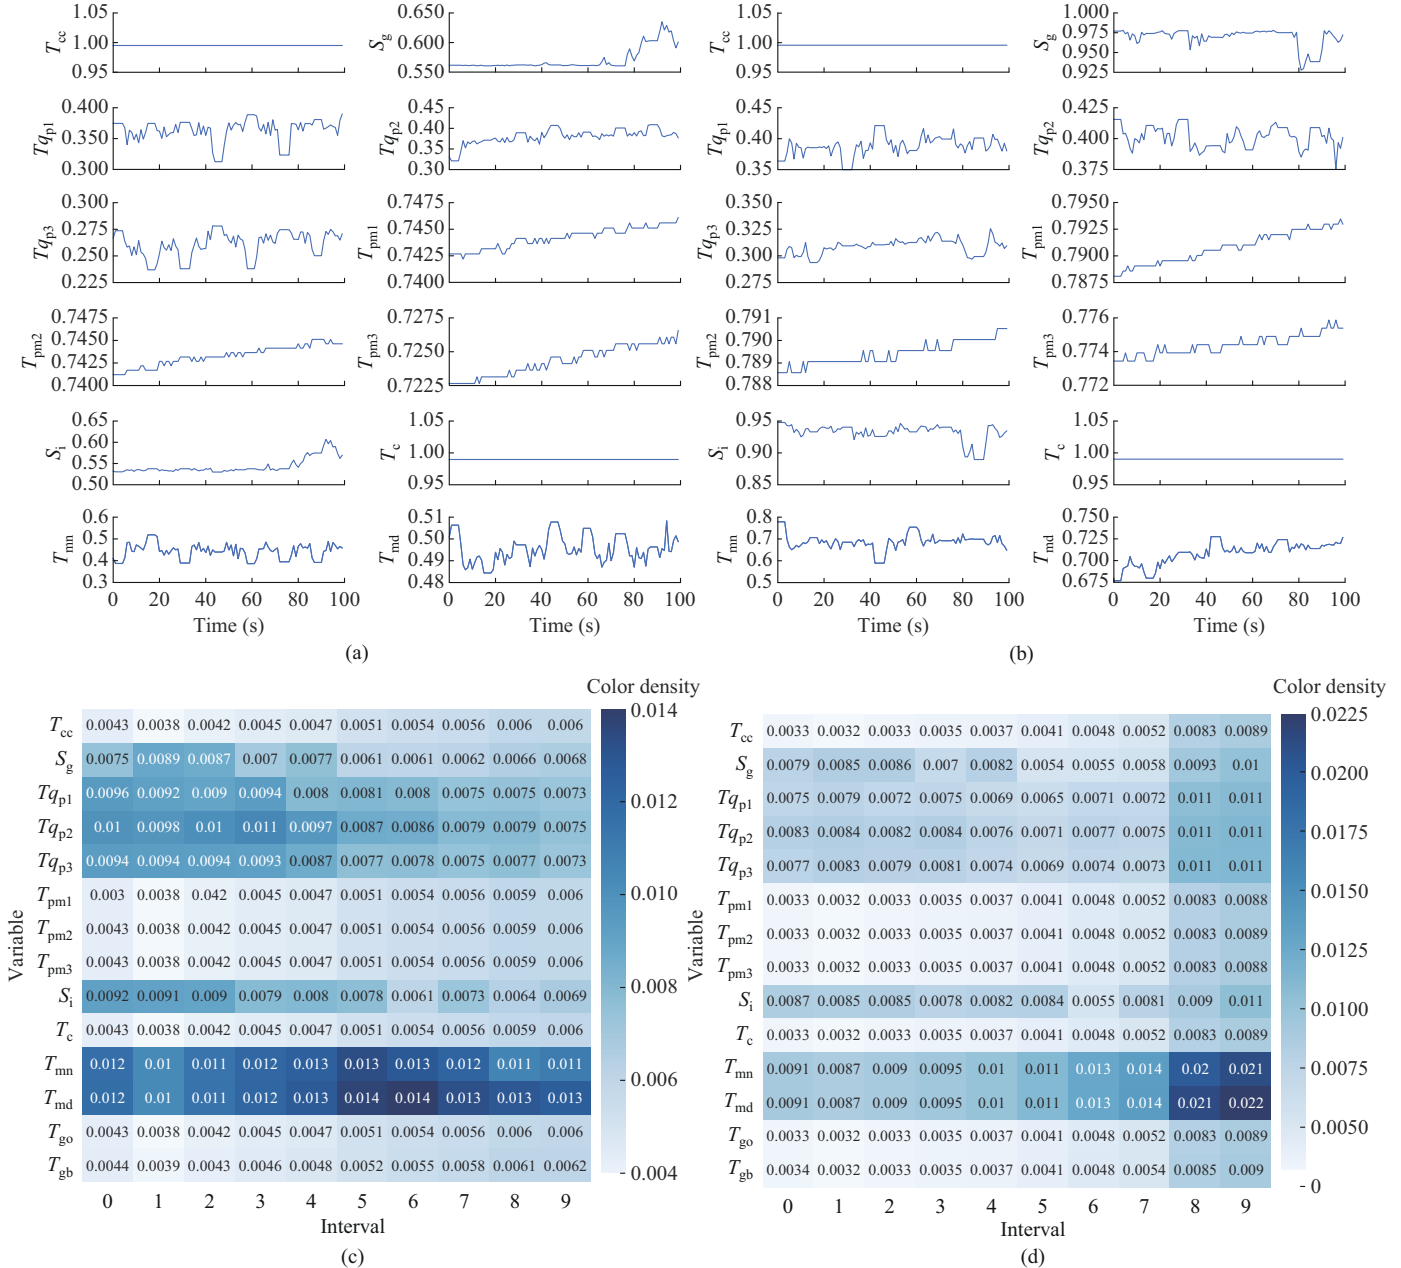 1.05
1.00
0.95
T_cc
0.650
0.600
0.550
S_g
1.05
1.00
0.95
T_cc
1.000
0.975
0.950
0.925
S_g
0.400
0.350
0.300
Tq_p1
0.45
0.40
0.35
0.30
Tq_p2
0.45
0.40
0.35
Tq_p1
0.425
0.400
0.375
Tq_p2
0.300
0.275
0.250
0.225
Tq_p3
0.7475
0.7450
0.7425
0.7400
T_pm1
0.350
0.325
0.300
0.275
Tq_p3
0.7950
0.7925
0.7900
0.7875
T_pm1
0.7475
0.7450
0.7425
0.7400
T_pm2
0.7275
0.7250
0.7225
T_pm3
0.791
0.790
0.789
0.788
T_pm2
0.776
0.774
0.772
T_pm3
0.65
0.60
0.55
0.50
S_i
1.05
1.00
0.95
T_c
0.95
0.90
0.85
S_i
1.05
1.00
0.95
T_c
0.6
0.5
0.4
0.3
T_mn
0.51
0.50
0.49
0.48
T_md
0.8
0.7
0.6
0.5
T_mn
0.750
0.725
0.700
0.675
T_md
0 20 40 60 80 100
0 20 40 60 80 100
0 20 40 60 80 100
0 20 40 60 80 100
Time (s)
Time (s)
Time (s)
Time (s)
(a)
(b)
Color density
T_cc 0.0043 0.0038 0.0042 0.0045 0.0047 0.0051 0.0054 0.0056 0.006 0.006
S_g 0.0075 0.0089 0.0087 0.007 0.0077 0.0061 0.0061 0.0062 0.0066 0.0068
Tq_p1 0.0096 0.0092 0.009 0.0094 0.008 0.0081 0.008 0.0075 0.0075 0.0073
Tq_p2 0.01 0.0098 0.01 0.011 0.0097 0.0087 0.0086 0.0079 0.0079 0.0075
Tq_p3 0.0094 0.0094 0.0094 0.0093 0.0087 0.0077 0.0078 0.0075 0.0077 0.0073
T_pm1 0.003 0.0038 0.042 0.0045 0.0047 0.0051 0.0054 0.0056 0.0059 0.006
T_pm2 0.0043 0.0038 0.0042 0.0045 0.0047 0.0051 0.0054 0.0056 0.0059 0.006
T_pm3 0.0043 0.0038 0.0042 0.0045 0.0047 0.0051 0.0054 0.0056 0.0059 0.006
S_i 0.0092 0.0091 0.009 0.0079 0.008 0.0078 0.0061 0.0073 0.0064 0.0069
T_c 0.0043 0.0038 0.0042 0.0045 0.0047 0.0051 0.0054 0.0056 0.0059 0.006
T_mn 0.012 0.01 0.011 0.012 0.013 0.013 0.013 0.012 0.011 0.011
T_md 0.012 0.01 0.011 0.012 0.013 0.014 0.014 0.013 0.013 0.013
T_go 0.0043 0.0038 0.0042 0.0045 0.0047 0.0051 0.0054 0.0056 0.006 0.006
T_gb 0.0044 0.0039 0.0043 0.0046 0.0048 0.0052 0.0055 0.0058 0.0061 0.0062
0 1 2 3 4 5 6 7 8 9
Interval
Variable
0.014
0.012
0.010
0.008
0.006
0.004
(c)
Color density
T_cc 0.0033 0.0032 0.0033 0.0035 0.0037 0.0041 0.0048 0.0052 0.0083 0.0089
S_g 0.0079 0.0085 0.0086 0.007 0.0082 0.0054 0.0055 0.0058 0.0093 0.01
Tq_p1 0.0075 0.0079 0.0072 0.0075 0.0069 0.0065 0.0071 0.0072 0.011 0.011
Tq_p2 0.0083 0.0084 0.0082 0.0084 0.0076 0.0071 0.0077 0.0075 0.011 0.011
Tq_p3 0.0077 0.0083 0.0079 0.0081 0.0074 0.0069 0.0074 0.0073 0.011 0.011
T_pm1 0.0033 0.0032 0.0033 0.0035 0.0037 0.0041 0.0048 0.0052 0.0083 0.0088
T_pm2 0.0033 0.0032 0.0033 0.0035 0.0037 0.0041 0.0048 0.0052 0.0083 0.0089
T_pm3 0.0033 0.0032 0.0033 0.0035 0.0037 0.0041 0.0048 0.0052 0.0083 0.0088
S_i 0.0087 0.0085 0.0085 0.0078 0.0082 0.0084 0.0055 0.0081 0.009 0.011
T_c 0.0033 0.0032 0.0033 0.0035 0.0037 0.0041 0.0048 0.0052 0.0083 0.0089
T_mn 0.0091 0.0087 0.009 0.0095 0.01 0.011 0.013 0.014 0.02 0.021
T_md 0.0091 0.0087 0.009 0.0095 0.01 0.011 0.013 0.014 0.021 0.022
T_go 0.0033 0.0032 0.0033 0.0035 0.0037 0.0041 0.0048 0.0052 0.0083 0.0089
T_gb 0.0034 0.0032 0.0033 0.0035 0.0037 0.0041 0.0048 0.0054 0.0085 0.009
0 1 2 3 4 5 6 7 8 9
Interval
Variable
0.0225
0.0200
0.0175
0.0150
0.0125
0.0100
0.0075
0.0050
0
(d)